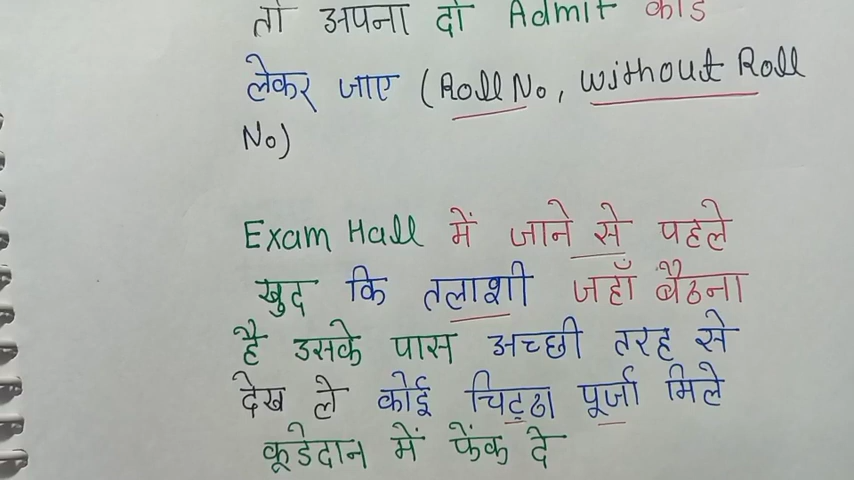 तो अपना दो Admit कार्ड
लेकर जाए (Roll No, without Roll
No)
Exam Hall में जाने से पहले
खुद कि तलाशी जहाँ बैठना
है उसके पास अच्छी तरह से
देख ले कोई चिट्ठा पूर्जा मिले
कूडेदान में फेंक दे